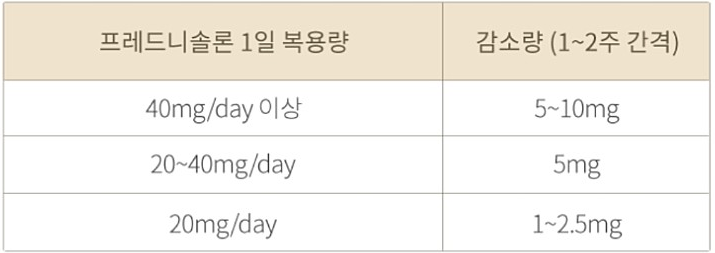 프레드니솔론 1일 복용량 감소량 (1~2주 간격)
40mg/day 이상 5~10mg
20~40mg/day 5mg
20mg/day 1~2.5mg